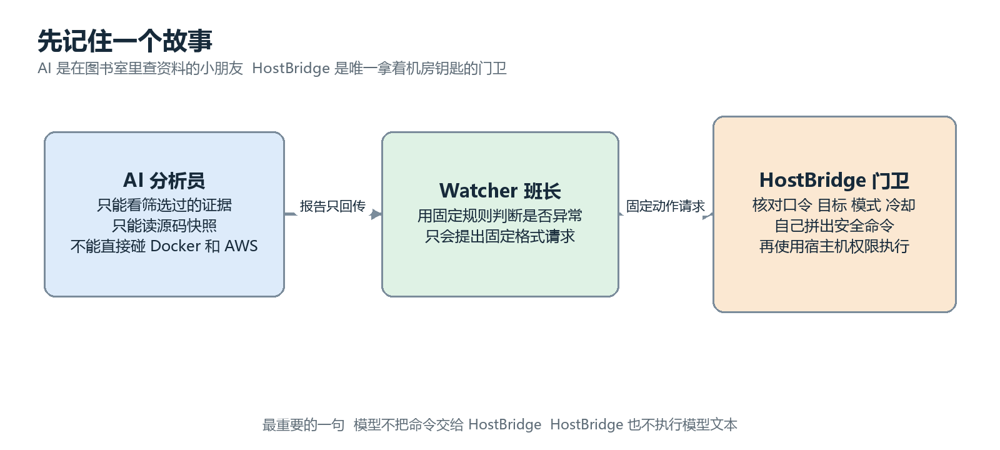 先记住一个故事
AI 是在图书室里查资料的小朋友  HostBridge 是唯一拿着机房钥匙的门卫
AI 分析员
只能看筛选过的证据
只能读源码快照
不能直接碰 Docker 和 AWS
报告只回传
Watcher 班长
用固定规则判断是否异常
只会提出固定格式请求
固定动作请求
HostBridge 门卫
核对口令 目标 模式 冷却
自己拼出安全命令
再使用宿主机权限执行
最重要的一句  模型不把命令交给 HostBridge  HostBridge 也不执行模型文本